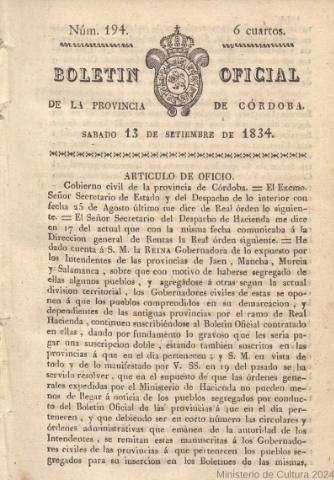 Núm. 194.
6 cuartos.
BOLETIN OFICIAL
DE LA PROVINCIA DE CÓRDOBA.
SABADO 13 DE SETIEMBRE DE 1834.
ARTICULO DE OFICIO.
Gobierno civil de la provincia de Córdoba. = El Excmo.
Señor Secretario de Estado y del Despacho de lo interior con
fecha 25 de Agosto último me dice de Real órden lo siguien-
te. = El Señor Secretario del Despacho de Hacienda me dice
en 17 del actual que con la misma fecha comunicaba á la
Direccion general de Rentas la Real órden siguiente. = He
dado cuenta á S. M. la REINA Gobernadora de lo expuesto por
los Intendentes de las provincias de Jaen, Mancha, Murcia
y Salamanca, sobre que con motivo de haberse segregado de
ellas algunos pueblos, y agregádose á otras segun la actual
division territorial, los Gobernadores civiles de estas se opo-
nen á que los pueblos comprendidos en su demarcacion, y
dependientes de las antiguas provincias por el ramo de Real
Hacienda, continuen suscribiéndose al Boletin Oficial contratado
en ellas, dando por fundamento lo gravoso que les seria pagar
una suscripcion doble, estando tambien suscritos en las
provincias á que en el dia pertenecen; y S. M. en vista de
todo y de lo manifestado por V. SS. en 19 del pasado se ha
servido resolver, que en el supuesto de que las órdenes gene-
rales expedidas por el Ministerio de Hacienda no pueden me-
nos de llegar á noticia de los pueblos segregados por conduc-
to del Boletin Oficial de las provincias á que en el dia per-
tenecen, y que debiendo ser en corto número las circulares y
órdenes administrativas que emanen de la autoridad de los
Intendentes, se remitan estas manuscritas á los Gobernado-
res civiles de las provincias á que pertenecen los pueblos se-
gregados para su insercion en los Boletines de las mismas,
Ministerio de Cultura 2024